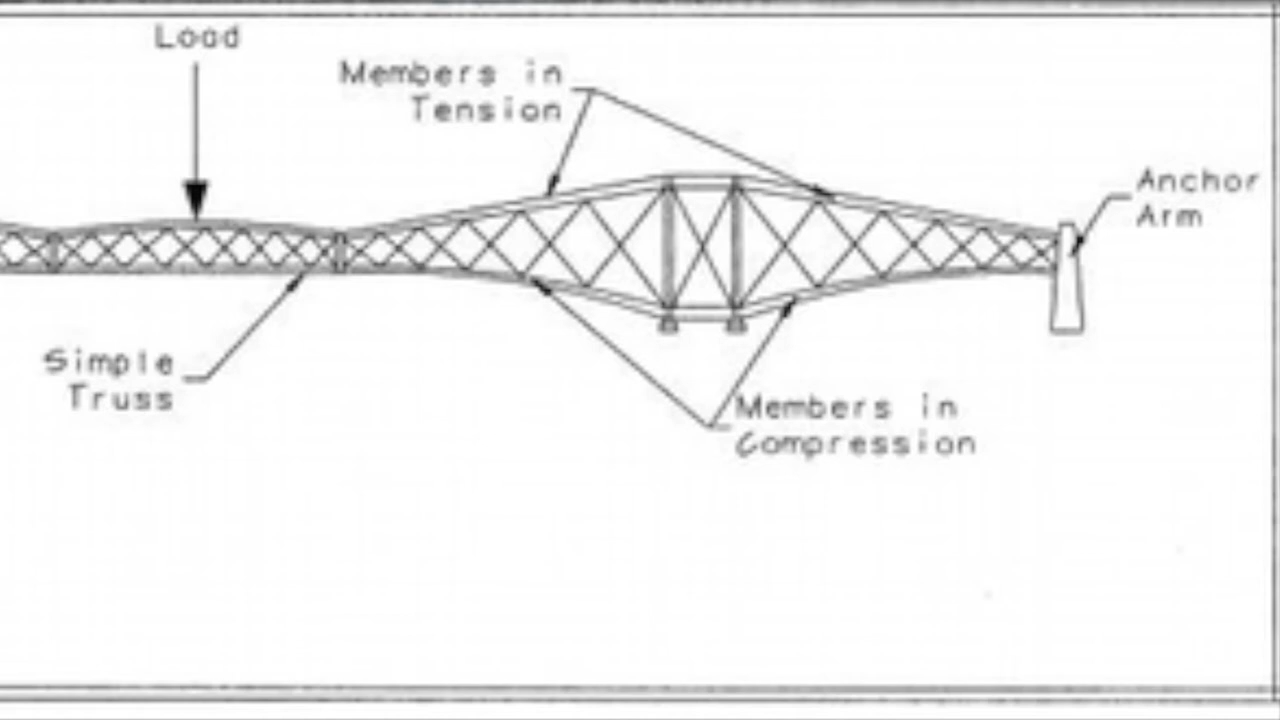 Load
Members in
Tension
Anchor
Arm
Simple
Truss
Members in
Compression